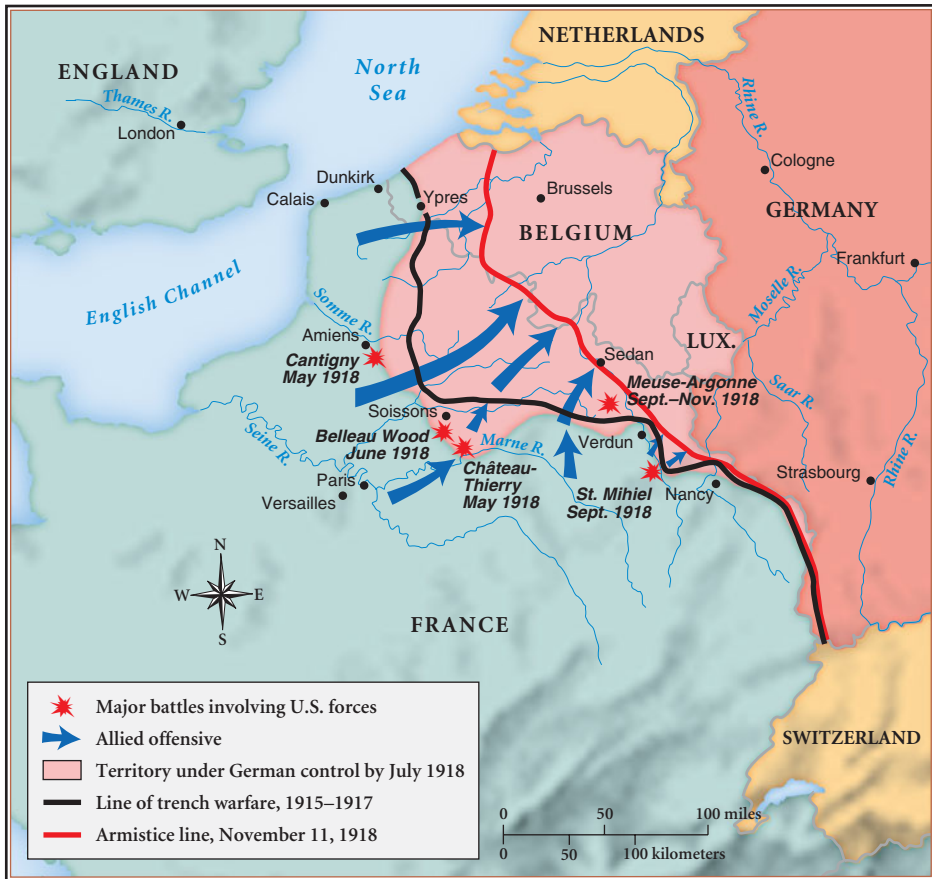 NETHERLANDS
ENGLAND
North
Sea
Thames R.
London
Rhine R.
Cologne
Dunkirk
Calais
Ypres
Brussels
GERMANY
BELGIUM
Frankfurt
English Channel
Moselle R.
Somme R.
Amiens
LUX.
Cantigny
May 1918
Sedan
Meuse-Argonne
Sept.–Nov. 1918
Saar R.
Soissons
Belleau Wood
June 1918
Marne R.
Verdun
Seine R.
Château-
Thierry
May 1918
Paris
Versailles
St. Mihiel
Sept. 1918
Nancy
Strasbourg
Rhine R.
N
W
E
S
FRANCE
Major battles involving U.S. forces
Allied offensive
Territory under German control by July 1918
Line of trench warfare, 1915–1917
Armistice line, November 11, 1918
SWITZERLAND
0 50 100 miles
0 50 100 kilometers